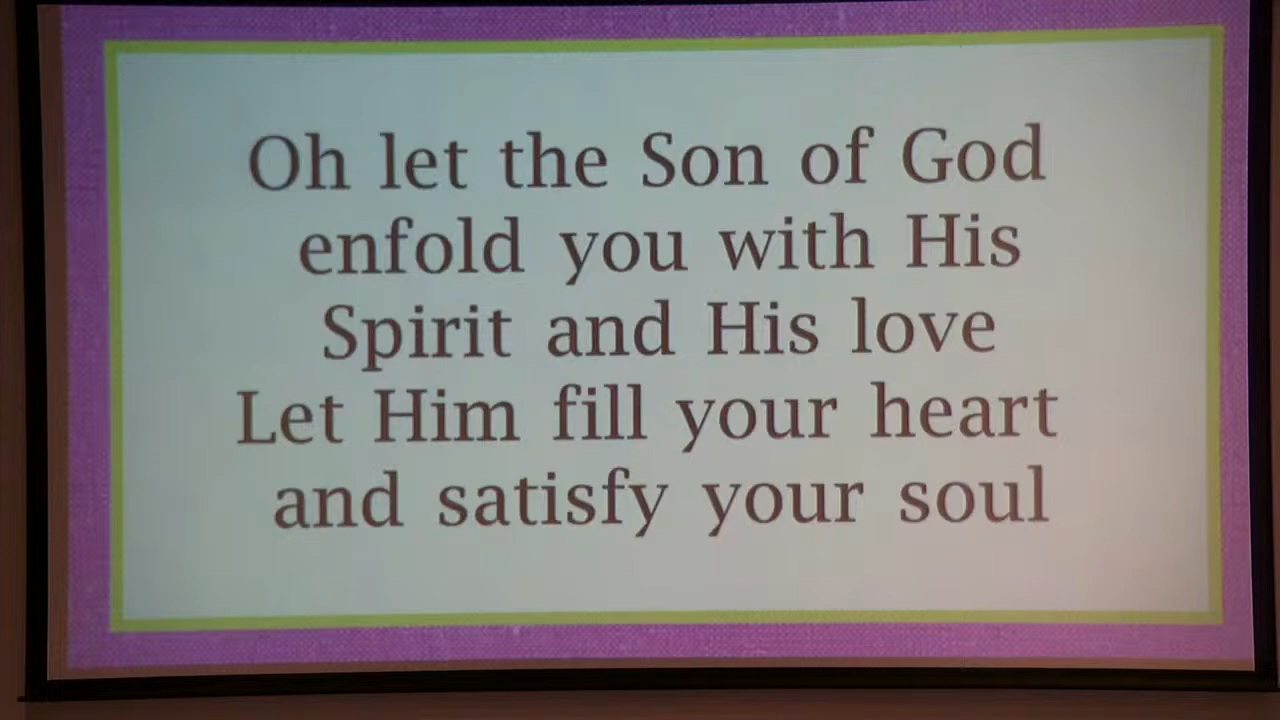 Oh let the Son of God
enfold you with His
Spirit and His love
Let Him fill your heart
and satisfy your soul